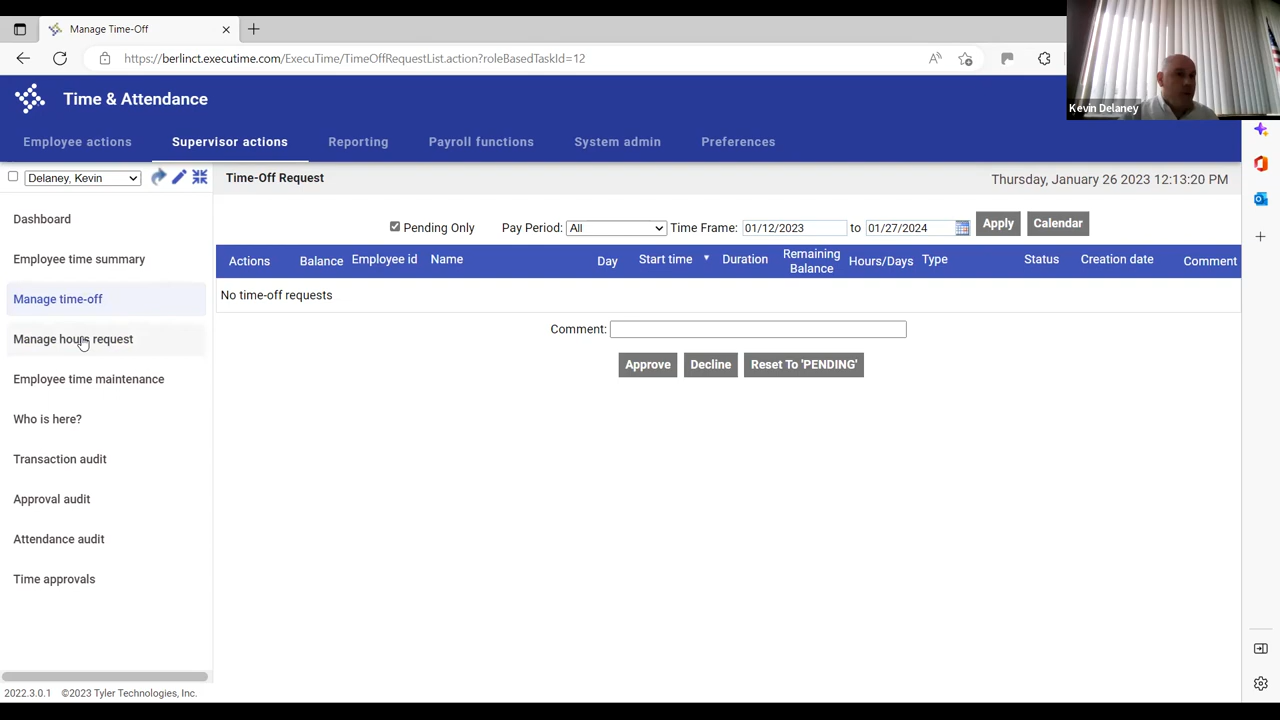 Manage Time-Off
https://berlinct.executime.com/ExecuTime/TimeOffRequestList.action?roleBasedTaskId=12
Kevin Delaney
Time & Attendance
Employee actions Supervisor actions Reporting Payroll functions System admin Preferences
Delaney, Kevin
Time-Off Request
Thursday, January 26 2023 12:13:20 PM
Dashboard
Employee time summary
Manage time-off
Manage hours request
Employee time maintenance
Who is here?
Transaction audit
Approval audit
Attendance audit
Time approvals
Pending Only Pay Period: All Time Frame: 01/12/2023 to 01/27/2024 Apply Calendar
Actions Balance Employee id Name Day Start time Duration Remaining Balance Hours/Days Type Status Creation date Comment
No time-off requests
Comment:
Approve Decline Reset To 'PENDING'
2022.3.0.1 ©2023 Tyler Technologies, Inc.